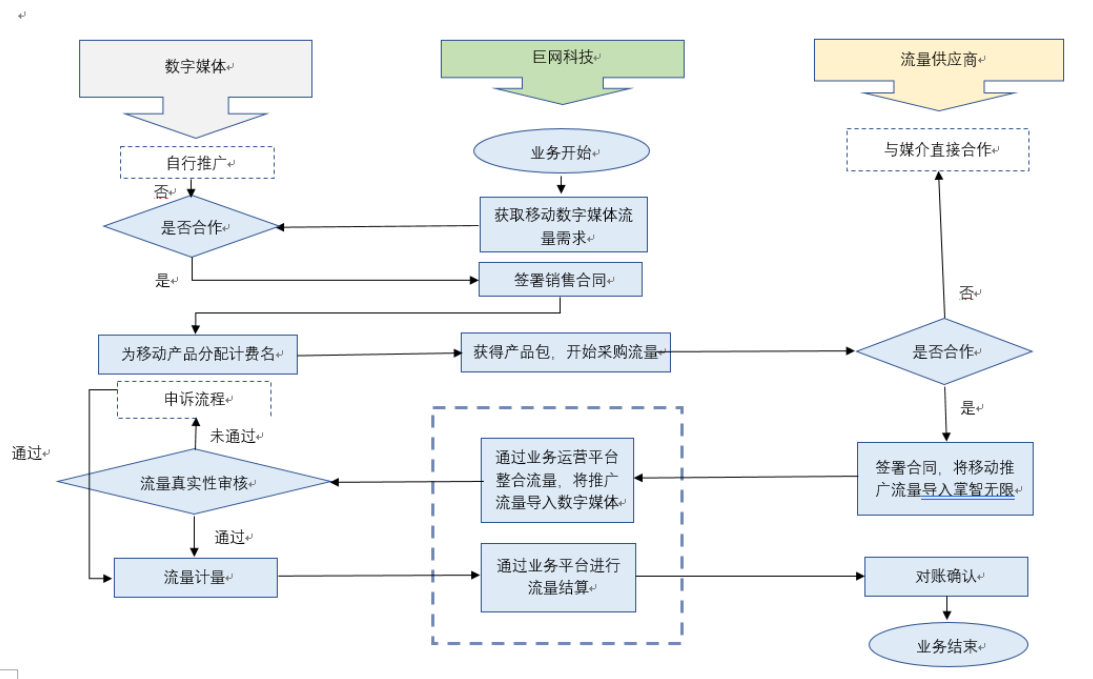 数字媒体
巨网科技
流量供应商
自行推广
业务开始
与媒介直接合作
否
是否合作
获取移动数字媒体流
量需求
是
签署销售合同
否
为移动产品分配计费名
获得产品包，开始采购流量
是否合作
申诉流程
是
通过
未通过
流量真实性审核
通过业务运营平台
整合流量，将推广
流量导入数字媒体
签署合同，将移动推
广流量导入掌智无限
通过
流量计量
通过业务平台进行
流量结算
对账确认
业务结束